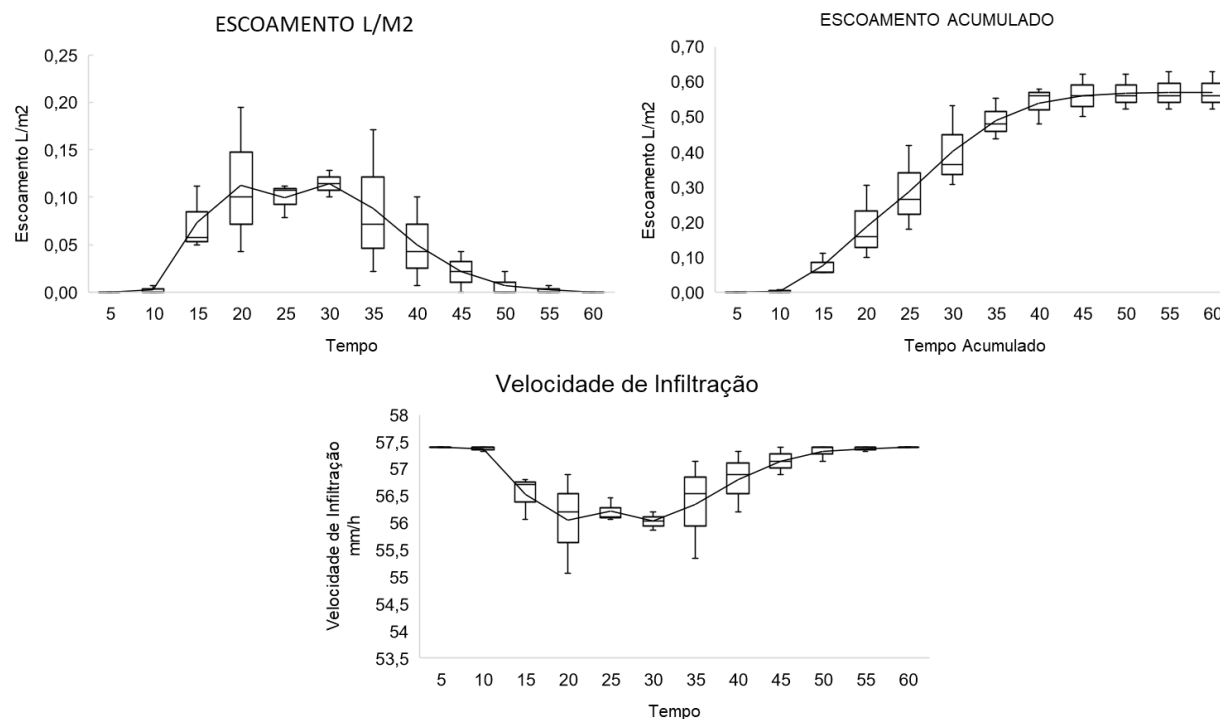 ESCOAMENTO L/M2
0,25
0,20
0,15
0,10
0,05
0,00
Escoamento L/m2
5 10 15 20 25 30 35 40 45 50 55 60
Tempo
ESCOAMENTO ACUMULADO
0,70
0,60
0,50
0,40
0,30
0,20
0,10
0,00
Escoamento L/m2
5 10 15 20 25 30 35 40 45 50 55 60
Tempo Acumulado
Velocidade de Infiltração
58
57,5
57
56,5
56
55,5
55
54,5
54
53,5
Velocidade de Infiltração
mm/h
5 10 15 20 25 30 35 40 45 50 55 60
Tempo